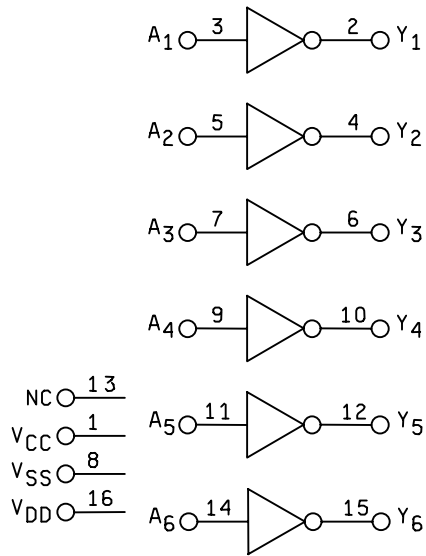 A1 3 2 Y1
A2 5 4 Y2
A3 7 6 Y3
A4 9 10 Y4
NC 13
VCC 1
A5 11 12 Y5
VSS 8
VDD 16
A6 14 15 Y6